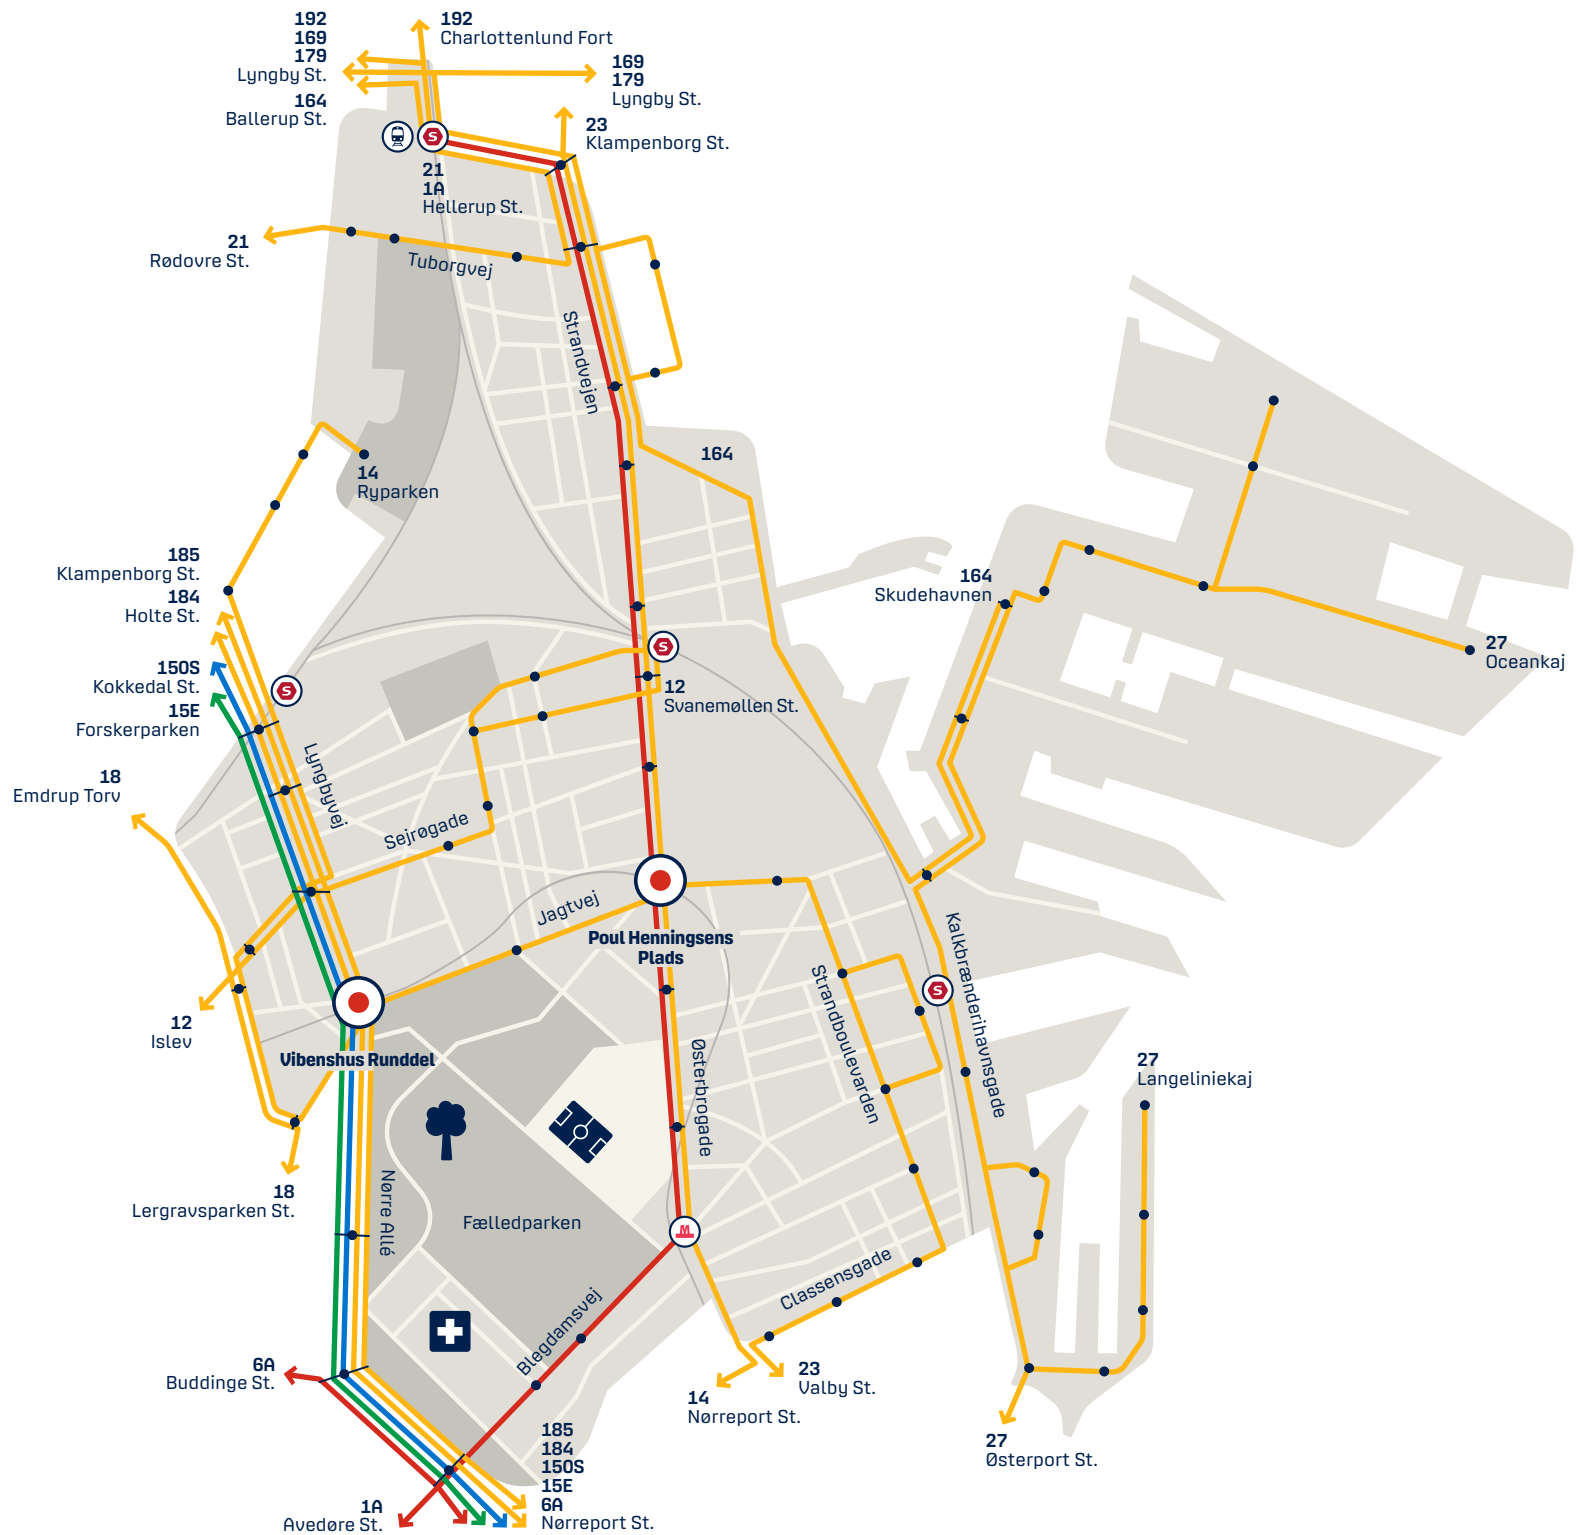 192
169
179
Lyngby St.
164
Ballerup St.
192
Charlottenlund Fort
169
179
Lyngby St.
23
Klampenborg St.
S
21
1A
Hellerup St.
21
Rødovre St.
Tuborgvej
Strandvejen
164
14
Ryparken
185
Klampenborg St.
184
Holte St.
150S
Kokkedal St.
15E
Forskerparken
S
S
12
Svanemøllen St.
164
Skudehavnen
27
Oceankaj
18
Emdrup Torv
Lyngbyvej
Sejrøgade
Jagtvej
Poul Henningsens
Plads
Strandboulevarden
Kalkbrænderihavnsgade
S
12
Islev
Vibenshus Runddel
Østerbrogade
27
Langeliniekaj
18
Lergravsparken St.
Nørre Allé
Fælledparken
M
Classensgade
Blegdamsvej
6A
Buddinge St.
23
Valby St.
14
Nørreport St.
27
Østerport St.
185
184
150S
15E
6A
Nørreport St.
1A
Avedøre St.